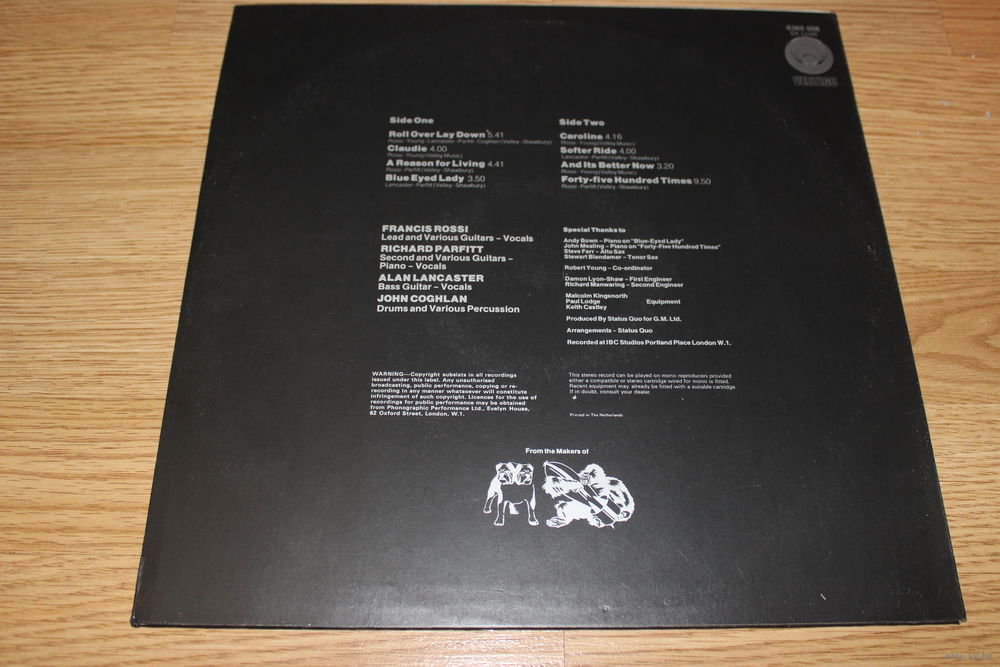 6360 098
DE LUXE
VERTIGO
Side One
Roll Over Lay Down 5.41
Rossi · Young · Lancaster · Parfitt · Coghlan (Valley · Shawbury)
Claudie 4.00
Rossi · Young (Valley Music)
A Reason for Living 4.41
Rossi · Parfitt (Valley · Shawbury)
Blue Eyed Lady 3.50
Lancaster · Parfitt (Valley · Shawbury)
Side Two
Caroline 4.16
Rossi · Young (Valley Music)
Softer Ride 4.00
Lancaster · Parfitt (Valley · Shawbury)
And Its Better Now 3.20
Rossi · Young (Valley Music)
Forty-five Hundred Times 9.50
Rossi · Parfitt (Valley · Shawbury)
FRANCIS ROSSI
Lead and Various Guitars – Vocals
RICHARD PARFITT
Second and Various Guitars –
Piano – Vocals
ALAN LANCASTER
Bass Guitar – Vocals
JOHN COGHLAN
Drums and Various Percussion
Special Thanks to
Andy Bown – Piano on "Blue-Eyed Lady"
John Mealing – Piano on "Forty-Five Hundred Times"
Steve Farr – Alto Sax
Stewart Blandamer – Tenor Sax
Robert Young – Co-ordinator
Damon Lyon-Shaw – First Engineer
Richard Manwaring – Second Engineer
Malcolm Kingsnorth
Paul Lodge Equipment
Keith Castley
Produced By Status Quo for G.M. Ltd.
Arrangements – Status Quo
Recorded at IBC Studios Portland Place London W.1.
WARNING—Copyright subsists in all recordings
issued under this label. Any unauthorised
broadcasting, public performance, copying or re-
recording in any manner whatsoever will constitute
infringement of such copyright. Licences for the use of
recordings for public performance may be obtained
from Phonographic Performance Ltd., Evelyn House,
62 Oxford Street, London, W.1.
This stereo record can be played on mono reproducers provided
either a compatible or stereo cartridge wired for mono is fitted.
Recent equipment may already be fitted with a suitable cartridge
If in doubt, consult your dealer.
Printed in The Netherlands
From the Makers of